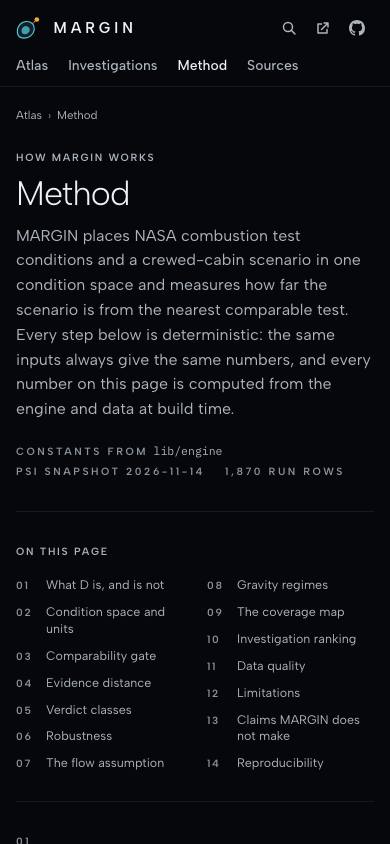 MARGIN
Atlas Investigations Method Sources
Atlas › Method
HOW MARGIN WORKS
Method
MARGIN places NASA combustion test
conditions and a crewed-cabin scenario in one
condition space and measures how far the
scenario is from the nearest comparable test.
Every step below is deterministic: the same
inputs always give the same numbers, and every
number on this page is computed from the
engine and data at build time.
CONSTANTS FROM lib/engine
PSI SNAPSHOT 2026-11-14 1,870 RUN ROWS
ON THIS PAGE
01 What D is, and is not
02 Condition space and
units
03 Comparability gate
04 Evidence distance
05 Verdict classes
06 Robustness
07 The flow assumption
08 Gravity regimes
09 The coverage map
10 Investigation ranking
11 Data quality
12 Limitations
13 Claims MARGIN does
not make
14 Reproducibility
01